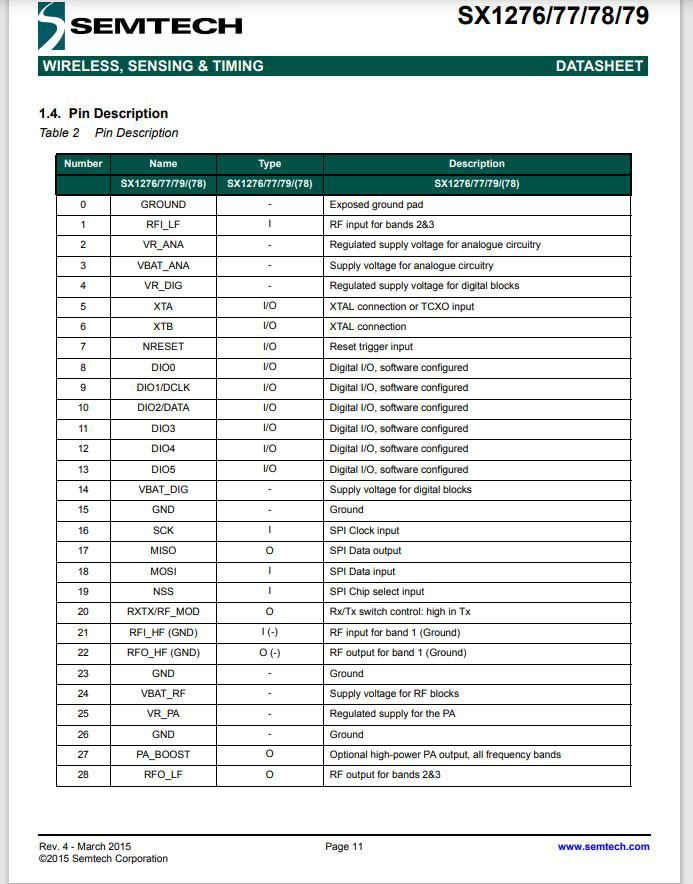 SEMTECH
SX1276/77/78/79
WIRELESS, SENSING & TIMING DATASHEET
1.4. Pin Description
Table 2 Pin Description
Number Name Type Description
SX1276/77/79/(78) SX1276/77/79/(78) SX1276/77/79/(78)
0 GROUND - Exposed ground pad
1 RFI_LF I RF input for bands 2&3
2 VR_ANA - Regulated supply voltage for analogue circuitry
3 VBAT_ANA - Supply voltage for analogue circuitry
4 VR_DIG - Regulated supply voltage for digital blocks
5 XTA I/O XTAL connection or TCXO input
6 XTB I/O XTAL connection
7 NRESET I/O Reset trigger input
8 DIO0 I/O Digital I/O, software configured
9 DIO1/DCLK I/O Digital I/O, software configured
10 DIO2/DATA I/O Digital I/O, software configured
11 DIO3 I/O Digital I/O, software configured
12 DIO4 I/O Digital I/O, software configured
13 DIO5 I/O Digital I/O, software configured
14 VBAT_DIG - Supply voltage for digital blocks
15 GND - Ground
16 SCK I SPI Clock input
17 MISO O SPI Data output
18 MOSI I SPI Data input
19 NSS I SPI Chip select input
20 RXTX/RF_MOD O Rx/Tx switch control: high in Tx
21 RFI_HF (GND) I (-) RF input for band 1 (Ground)
22 RFO_HF (GND) O (-) RF output for band 1 (Ground)
23 GND - Ground
24 VBAT_RF - Supply voltage for RF blocks
25 VR_PA - Regulated supply for the PA
26 GND - Ground
27 PA_BOOST O Optional high-power PA output, all frequency bands
28 RFO_LF O RF output for bands 2&3
Rev. 4 - March 2015 Page 11 www.semtech.com
©2015 Semtech Corporation